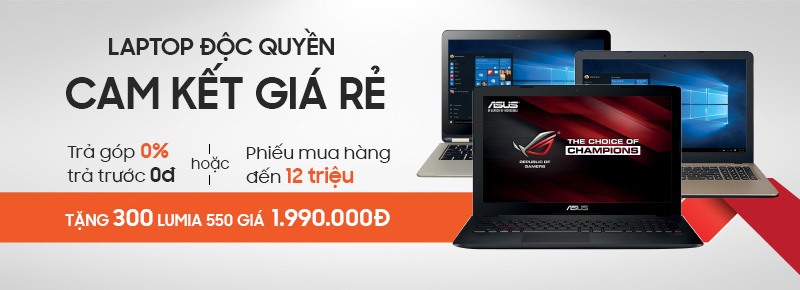 LAPTOP ĐỘC QUYỀN
CAM KẾT GIÁ RẺ
Trả góp 0%
trả trước 0đ
hoặc
Phiếu mua hàng
đến 12 triệu
TẶNG 300 LUMIA 550 GIÁ 1.990.000Đ
ASUS
REPUBLIC OF
GAMERS
THE CHOICE OF
CHAMPIONS
ASUS